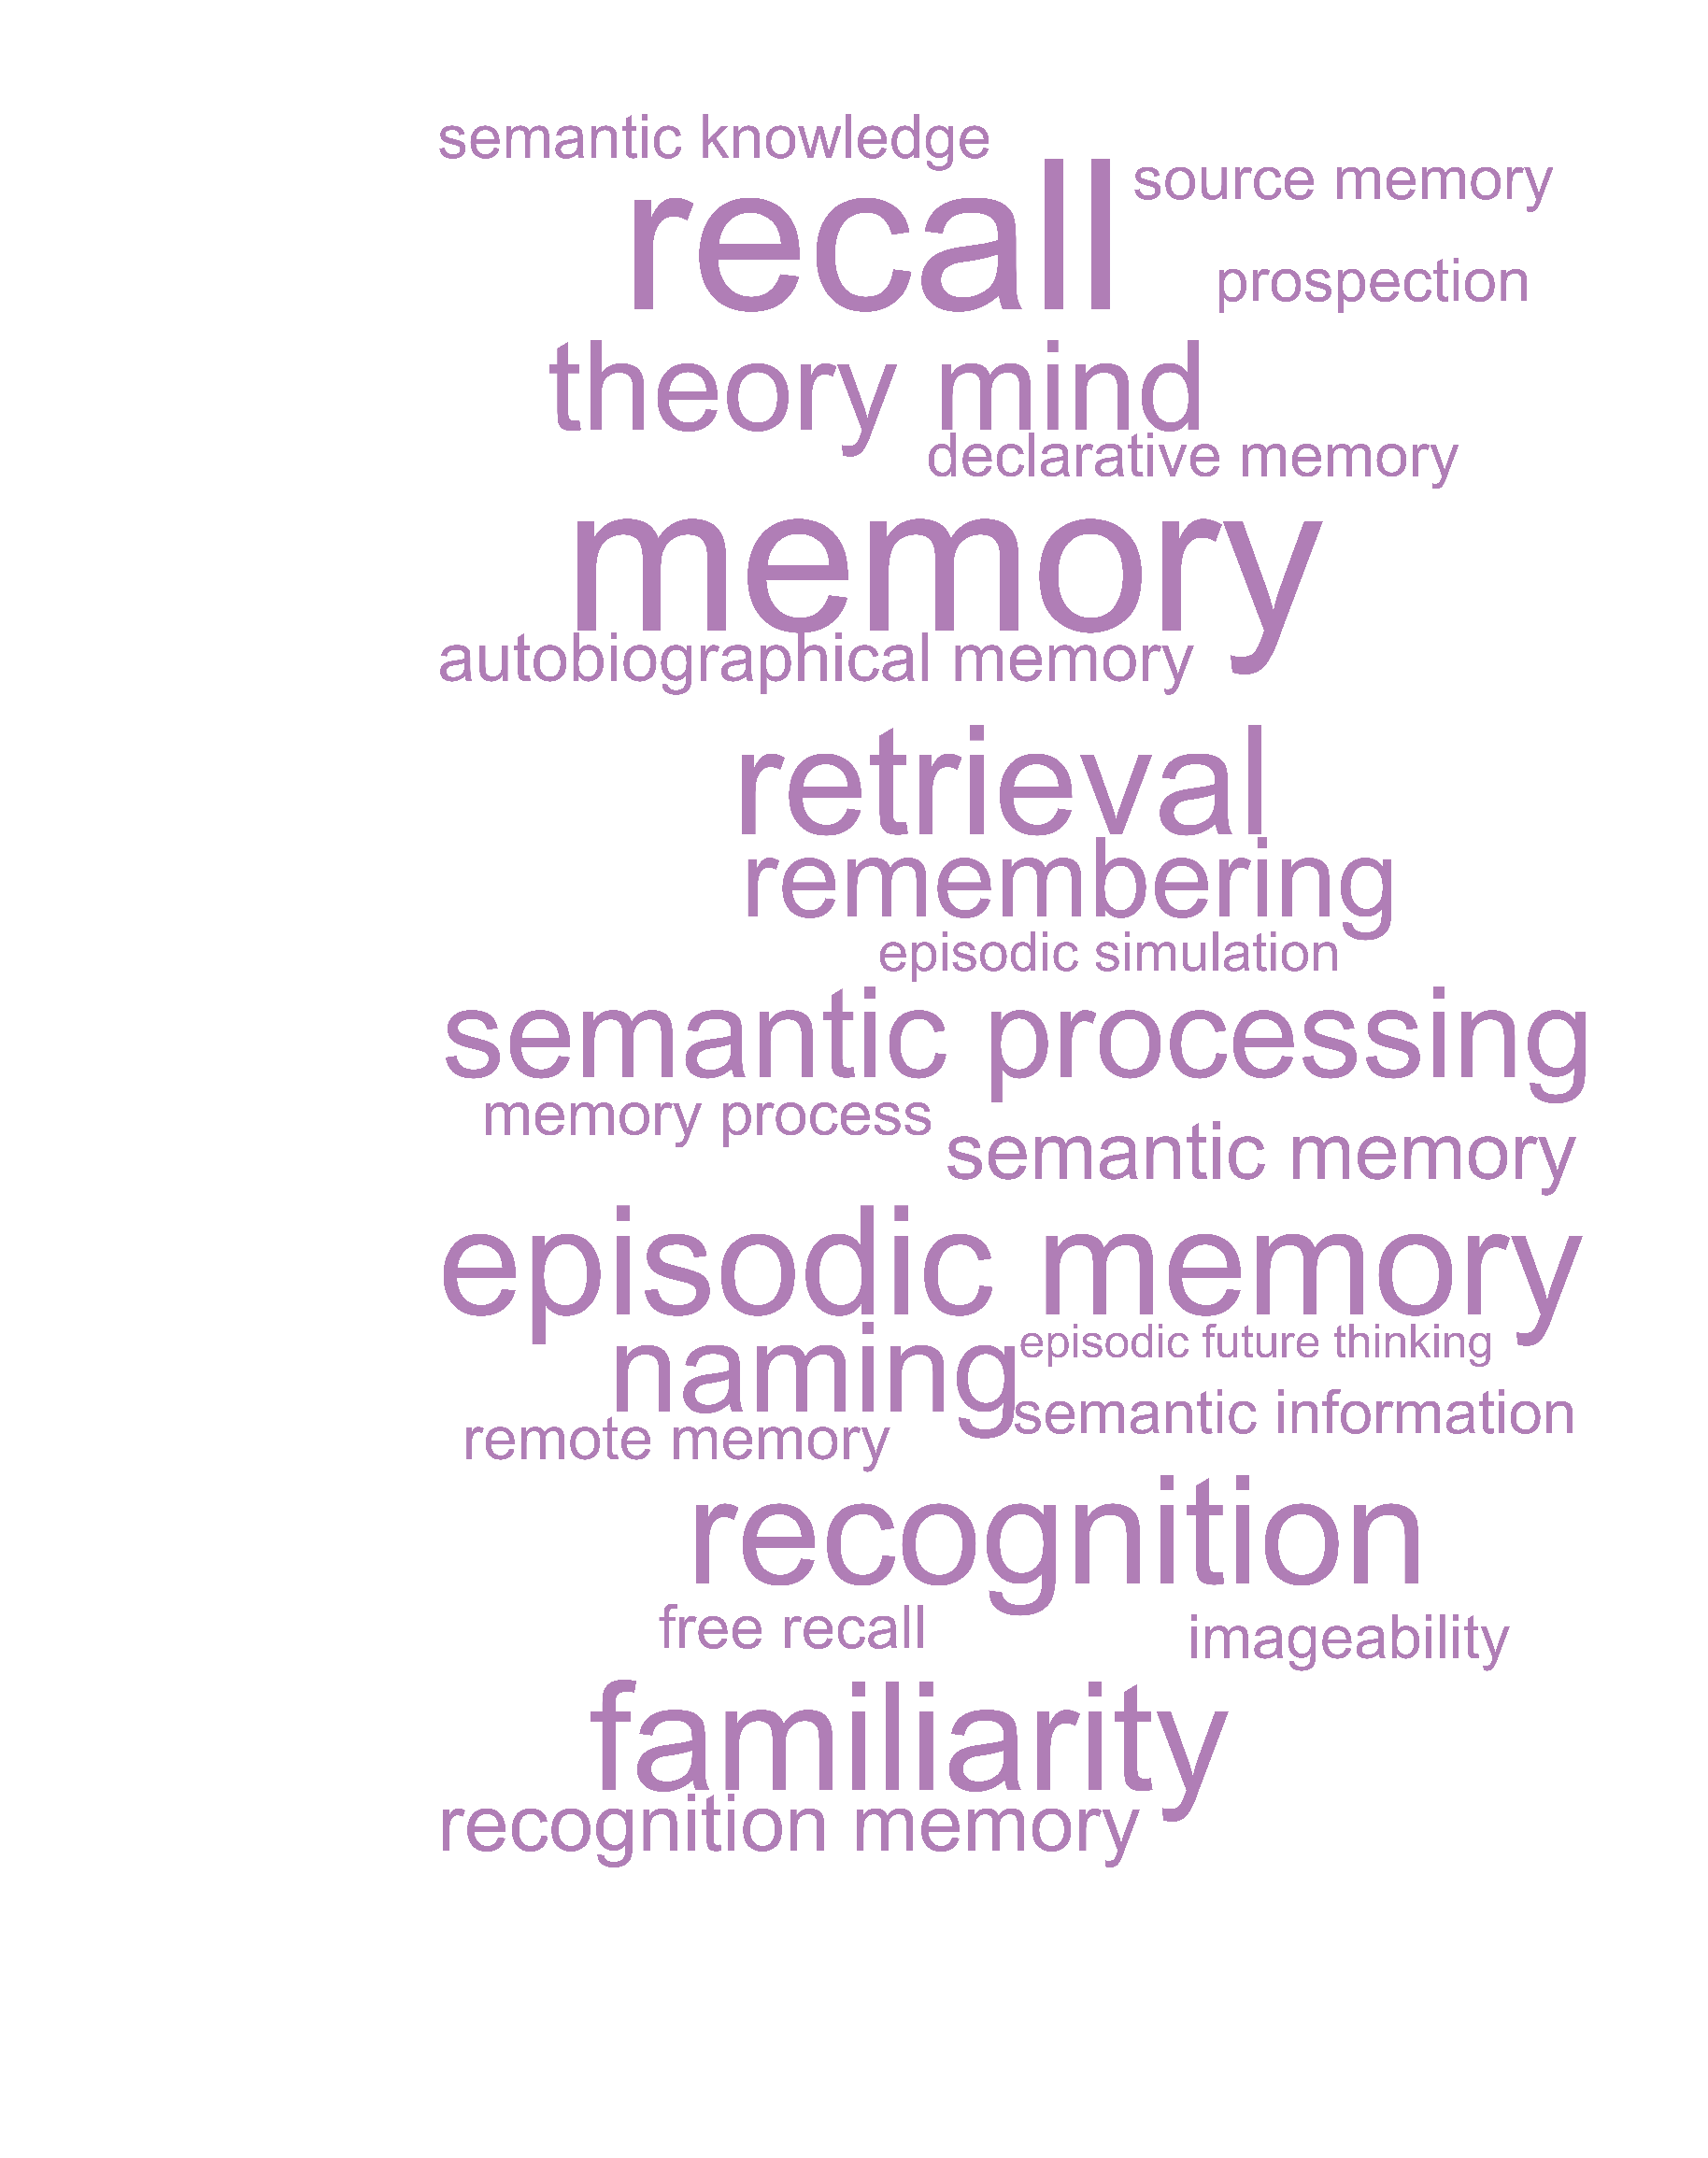 semantic knowledge
source memory
recall
prospection
theory mind
declarative memory
memory
autobiographical memory
retrieval
remembering
episodic simulation
semantic processing
memory process
semantic memory
episodic memory
episodic future thinking
naming
semantic information
remote memory
recognition
free recall
imageability
familiarity
recognition memory